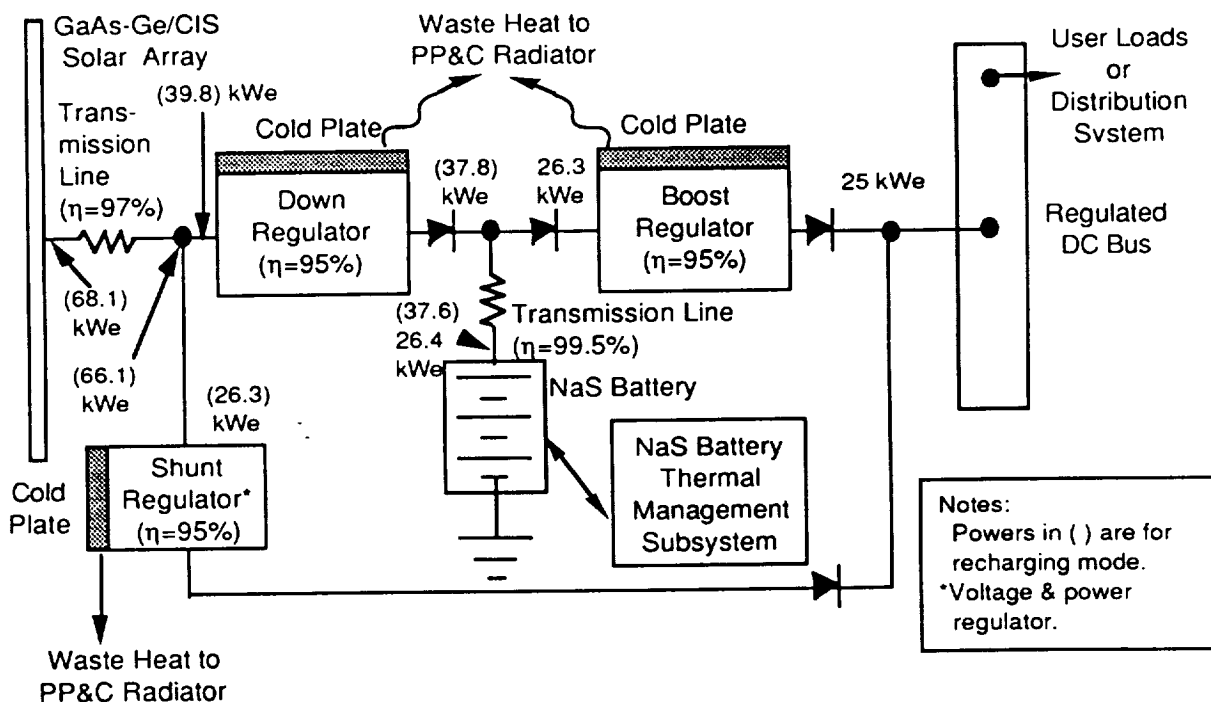 GaAs-Ge/CIS
Solar Array
Trans-
mission
Line
(η=97%)
(39.8) kWe
Waste Heat to
PP&C Radiator
Cold Plate
Down
Regulator
(η=95%)
(37.8)
kWe
26.3
kWe
Cold Plate
Boost
Regulator
(η=95%)
25 kWe
User Loads
or
Distribution
Svstem
Regulated
DC Bus
(68.1)
kWe
(66.1)
kWe
(26.3)
kWe
(37.6)
26.4
kWe
Transmission Line
(η=99.5%)
NaS Battery
NaS Battery
Thermal
Management
Subsystem
Cold
Plate
Shunt
Regulator*
(η=95%)
Waste Heat to
PP&C Radiator
Notes:
Powers in ( ) are for
recharging mode.
*Voltage & power
regulator.